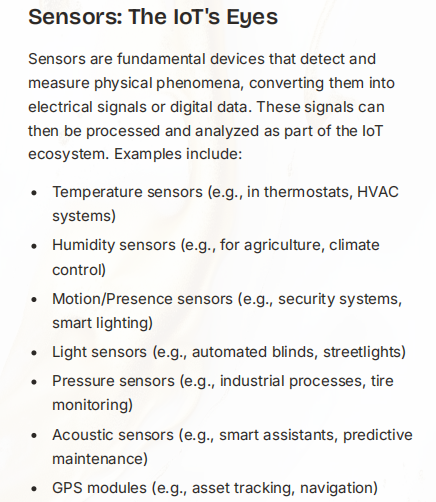 Sensors: The IoT's Eyes
Sensors are fundamental devices that detect and
measure physical phenomena, converting them into
electrical signals or digital data. These signals can
then be processed and analyzed as part of the IoT
ecosystem. Examples include:
• Temperature sensors (e.g., in thermostats, HVAC
systems)
• Humidity sensors (e.g., for agriculture, climate
control)
• Motion/Presence sensors (e.g., security systems,
smart lighting)
• Light sensors (e.g., automated blinds, streetlights)
• Pressure sensors (e.g., industrial processes, tire
monitoring)
• Acoustic sensors (e.g., smart assistants, predictive
maintenance)
• GPS modules (e.g., asset tracking, navigation)